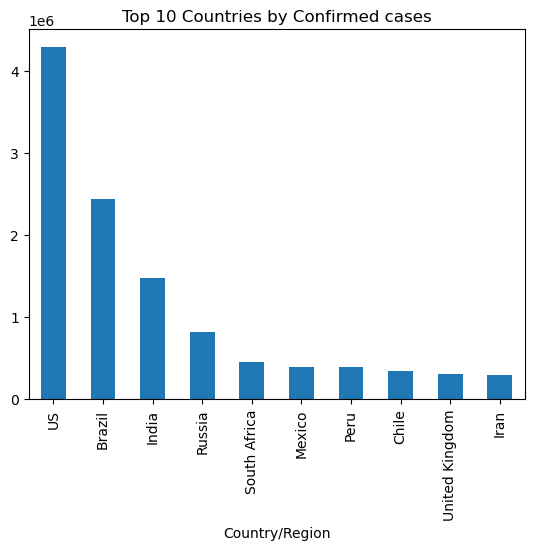 Top 10 Countries by Confirmed cases
1e6
4
3
2
1
0
US
Brazil
India
Russia
South Africa
Mexico
Peru
Chile
United Kingdom
Iran
Country/Region